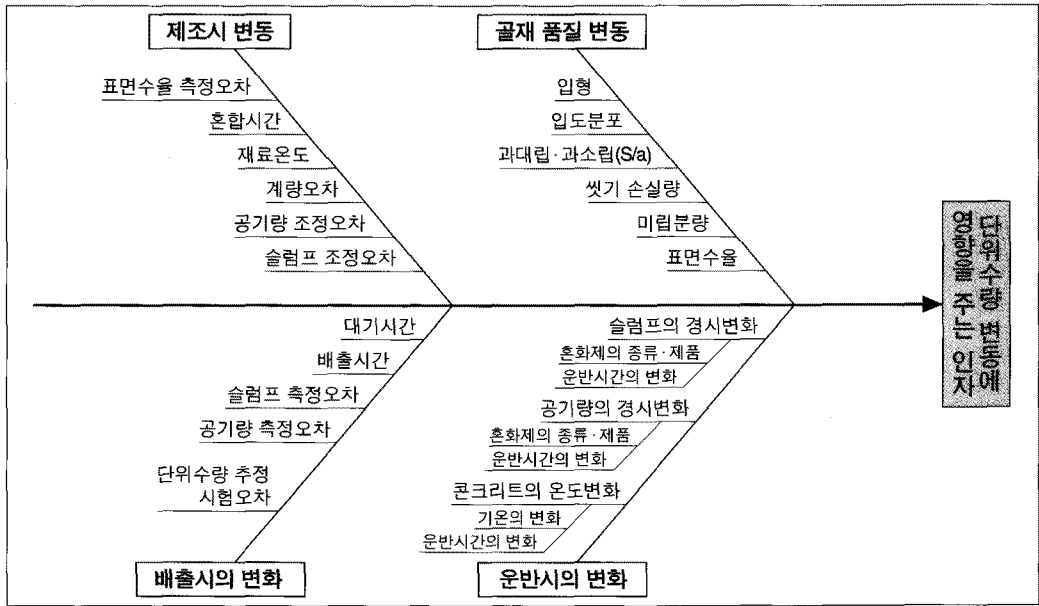 제조시 변동
표면수율 측정오차
혼합시간
재료온도
계량오차
공기량 조정오차
슬럼프 조정오차
골재 품질 변동
입형
입도분포
과대립·과소립(S/a)
씻기 손실량
미립분량
표면수율
대기시간
배출시간
슬럼프 측정오차
공기량 측정오차
단위수량 추정
시험오차
배출시의 변화
슬럼프의 경시변화
혼화제의 종류·제품
운반시간의 변화
공기량의 경시변화
혼화제의 종류·제품
운반시간의 변화
콘크리트의 온도변화
기온의 변화
운반시간의 변화
운반시의 변화
단위수량 변동에
영향을 주는 인자